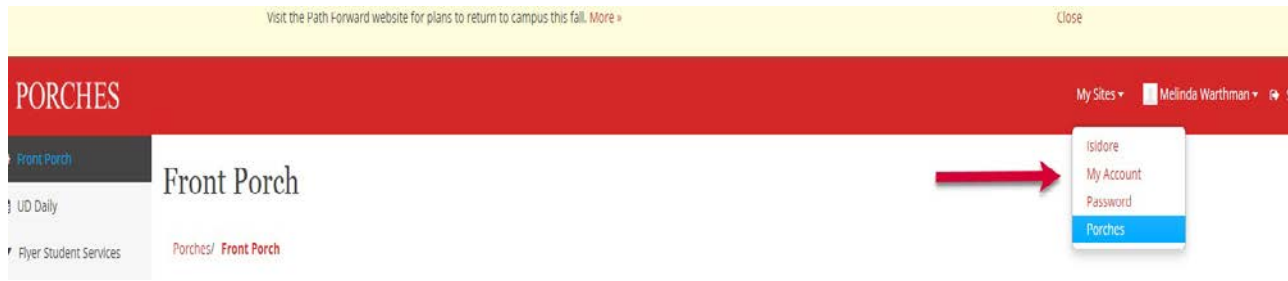 Visit the Path Forward website for plans to return to campus this fall. More » Close
PORCHES
My Sites ▾ Melinda Warthman ▾
Isidore
My Account
Password
Porches
Front Porch
UD Daily
Flyer Student Services
Front Porch
Porches/ Front Porch